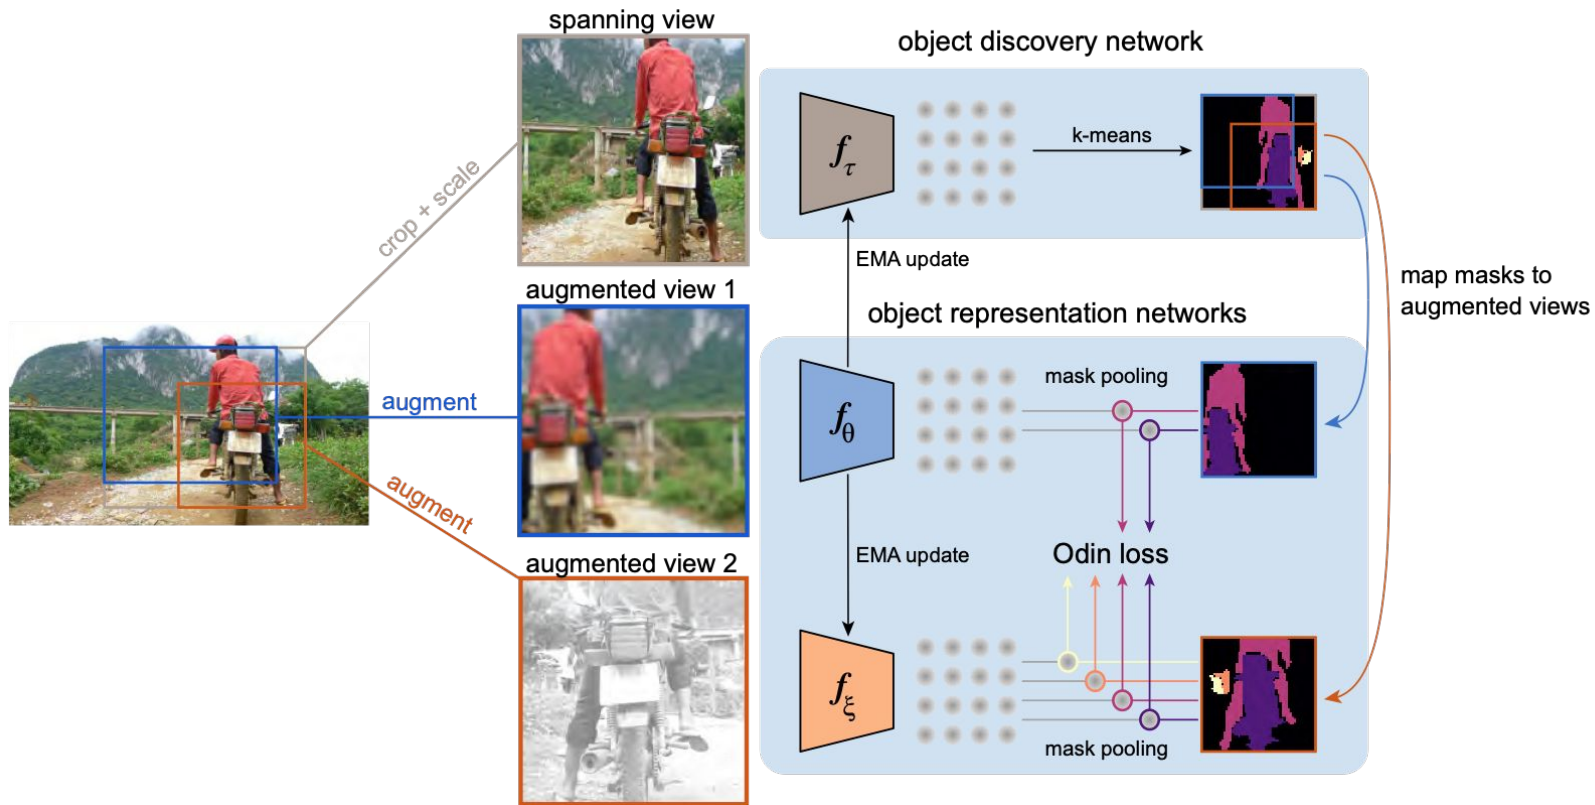 spanning view
object discovery network
f_τ
k-means
crop + scale
EMA update
map masks to
augmented views
augmented view 1
object representation networks
augment
f_θ
mask pooling
augment
augmented view 2
EMA update
Odin loss
f_ξ
mask pooling